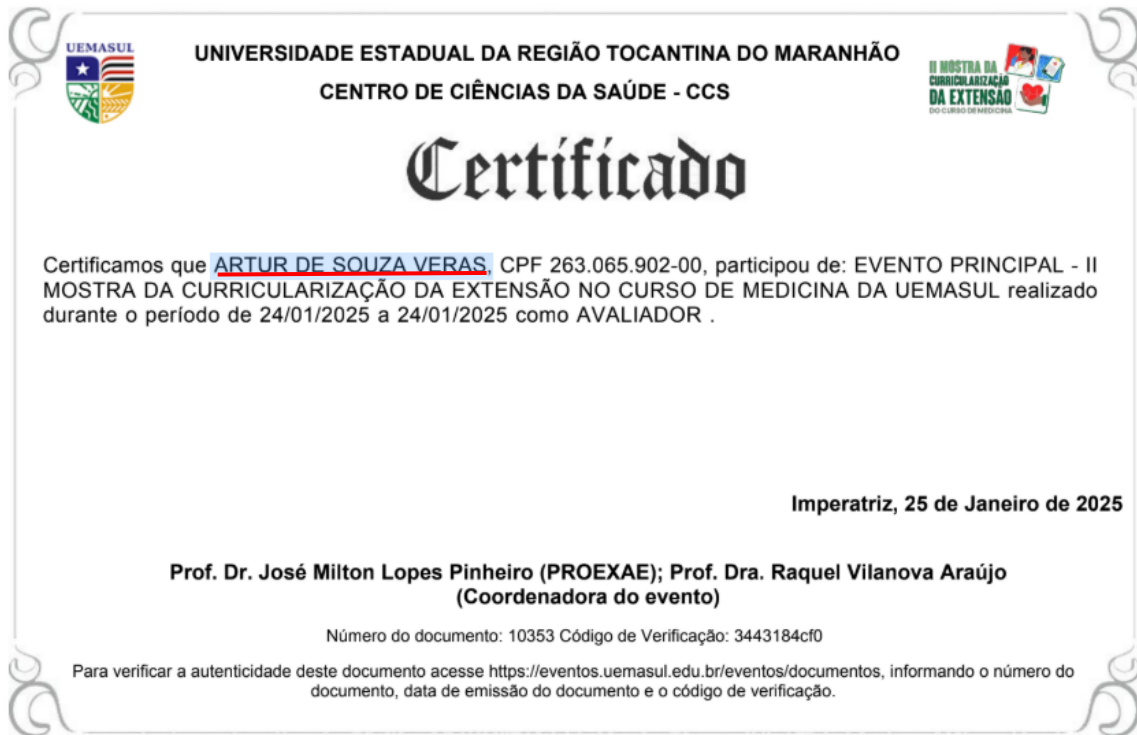 UEMASUL
UNIVERSIDADE ESTADUAL DA REGIÃO TOCANTINA DO MARANHÃO
CENTRO DE CIÊNCIAS DA SAÚDE - CCS
II MOSTRA DA
CURRICULARIZAÇÃO
DA EXTENSÃO
DO CURSO DE MEDICINA
Certificado
Certificamos que ARTUR DE SOUZA VERAS, CPF 263.065.902-00, participou de: EVENTO PRINCIPAL - II
MOSTRA DA CURRICULARIZAÇÃO DA EXTENSÃO NO CURSO DE MEDICINA DA UEMASUL realizado
durante o período de 24/01/2025 a 24/01/2025 como AVALIADOR .
Imperatriz, 25 de Janeiro de 2025
Prof. Dr. José Milton Lopes Pinheiro (PROEXAE); Prof. Dra. Raquel Vilanova Araújo
(Coordenadora do evento)
Número do documento: 10353 Código de Verificação: 3443184cf0
Para verificar a autenticidade deste documento acesse https://eventos.uemasul.edu.br/eventos/documentos, informando o número do
documento, data de emissão do documento e o código de verificação.